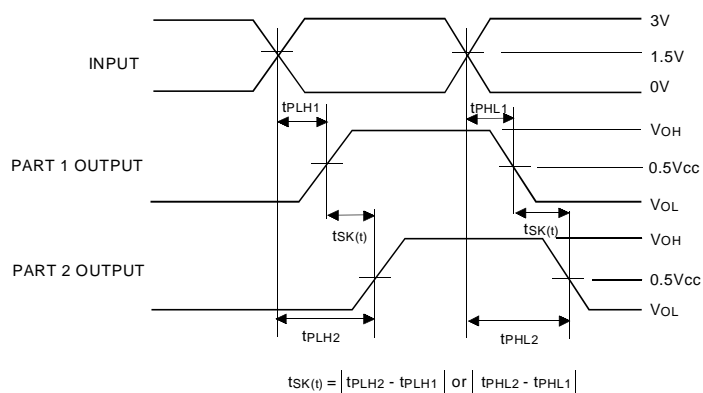 3V
1.5V
INPUT
0V
tPLH1
tPHL1
VOH
PART 1 OUTPUT
0.5Vcc
VOL
tSK(t)
tSK(t)
VOH
PART 2 OUTPUT
0.5Vcc
VOL
tPLH2
tPHL2
tSK(t) = |tPLH2 - tPLH1| or |tPHL2 - tPHL1|